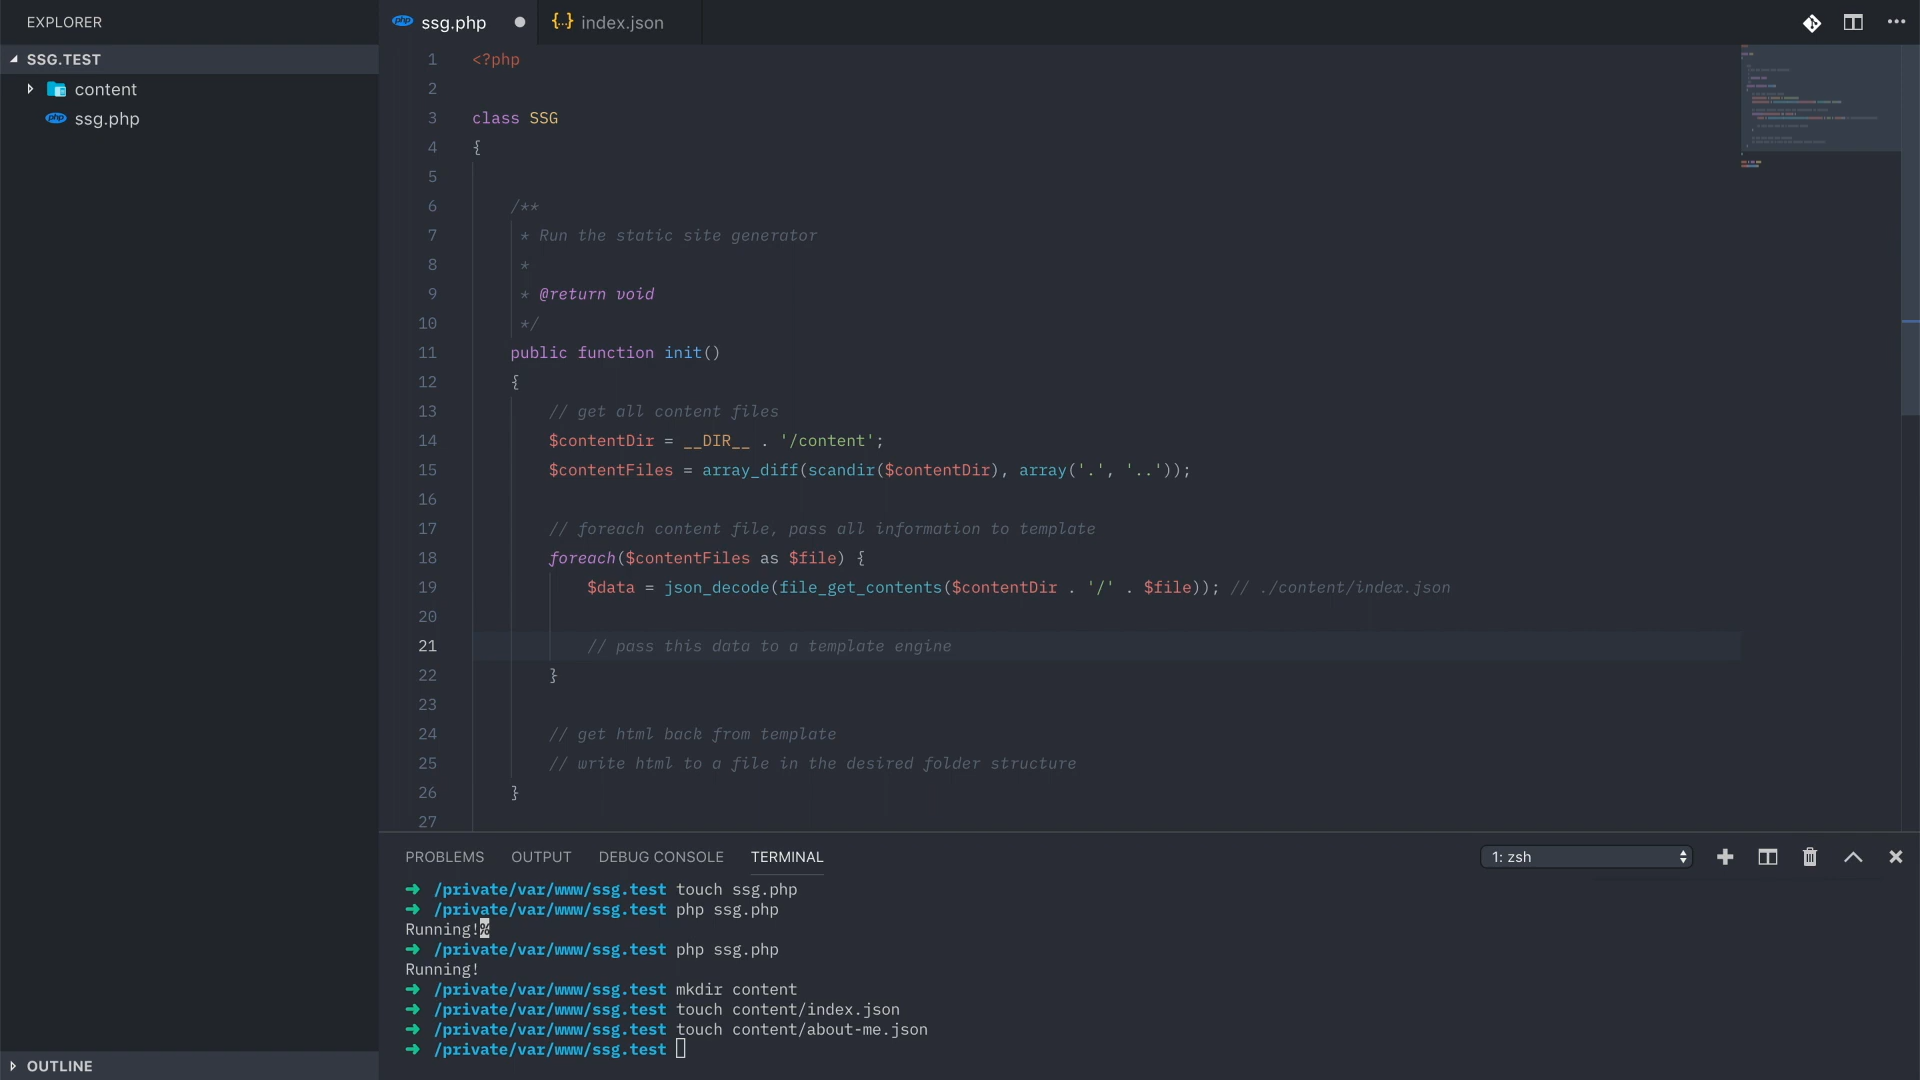 EXPLORER
SSG.TEST
content
php ssg.php
php ssg.php
{..} index.json
1 <?php
2
3 class SSG
4 {
5
6 /**
7 * Run the static site generator
8 *
9 * @return void
10 */
11 public function init()
12 {
13 // get all content files
14 $contentDir = __DIR__ . '/content';
15 $contentFiles = array_diff(scandir($contentDir), array('.', '..'));
16
17 // foreach content file, pass all information to template
18 foreach($contentFiles as $file) {
19 $data = json_decode(file_get_contents($contentDir . '/' . $file)); // ./content/index.json
20
21 // pass this data to a template engine
22 }
23
24 // get html back from template
25 // write html to a file in the desired folder structure
26 }
27
PROBLEMS OUTPUT DEBUG CONSOLE TERMINAL
1: zsh
➜ /private/var/www/ssg.test touch ssg.php
➜ /private/var/www/ssg.test php ssg.php
Running!%
➜ /private/var/www/ssg.test php ssg.php
Running!
➜ /private/var/www/ssg.test mkdir content
➜ /private/var/www/ssg.test touch content/index.json
➜ /private/var/www/ssg.test touch content/about-me.json
➜ /private/var/www/ssg.test
OUTLINE